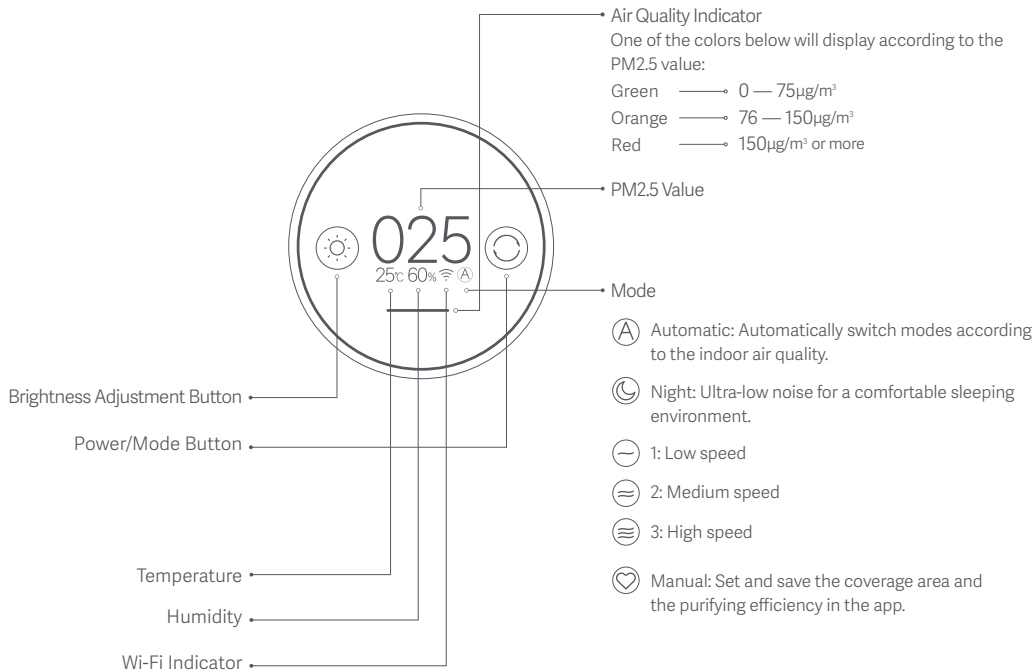 Air Quality Indicator
One of the colors below will display according to the
PM2.5 value:
Green 0 — 75μg/m³
Orange 76 — 150μg/m³
Red 150μg/m³ or more
PM2.5 Value
025
25℃ 60% A
Mode
A Automatic: Automatically switch modes according
to the indoor air quality.
Night: Ultra-low noise for a comfortable sleeping
environment.
1: Low speed
2: Medium speed
3: High speed
Manual: Set and save the coverage area and
the purifying efficiency in the app.
Brightness Adjustment Button
Power/Mode Button
Temperature
Humidity
Wi-Fi Indicator